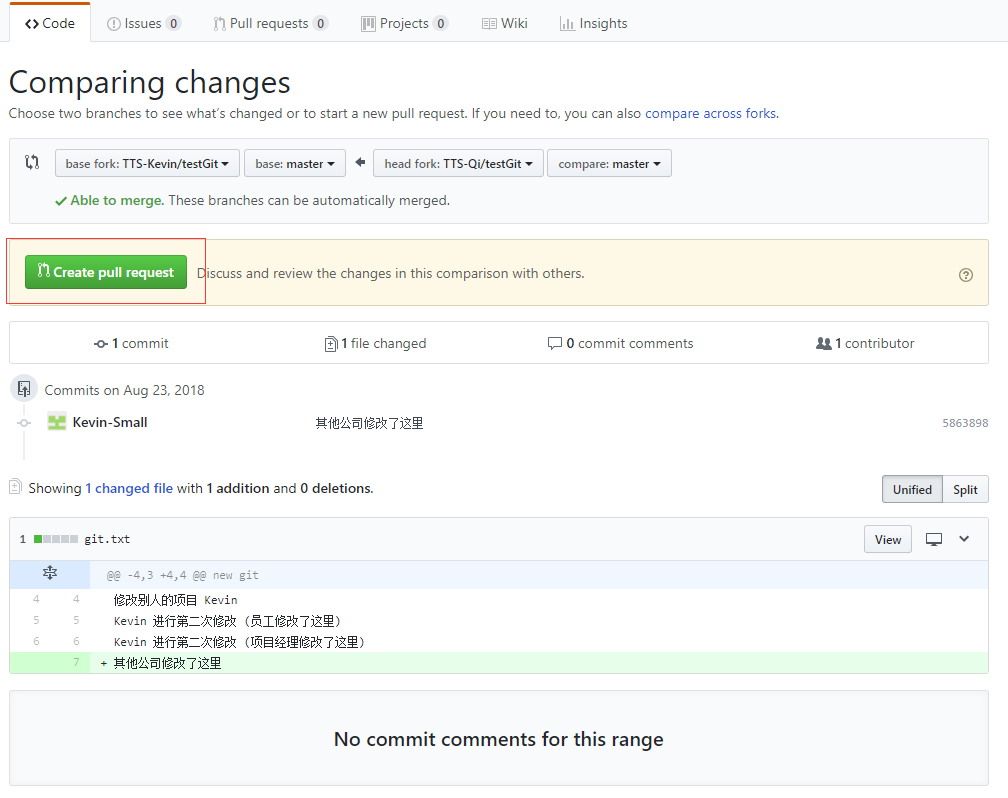 Code Issues 0 Pull requests 0 Projects 0 Wiki Insights
Comparing changes
Choose two branches to see what's changed or to start a new pull request. If you need to, you can also compare across forks.
base fork: TTS-Kevin/testGit base: master head fork: TTS-Qi/testGit compare: master
Able to merge. These branches can be automatically merged.
Create pull request Discuss and review the changes in this comparison with others.
1 commit 1 file changed 0 commit comments 1 contributor
Commits on Aug 23, 2018
Kevin-Small 其他公司修改了这里 5863898
Showing 1 changed file with 1 addition and 0 deletions. Unified Split
1 git.txt View
@@ -4,3 +4,4 @@ new git
4 4 修改别人的项目 Kevin
5 5 Kevin 进行第二次修改（员工修改了这里）
6 6 Kevin 进行第二次修改（项目经理修改了这里）
7 + 其他公司修改了这里
No commit comments for this range